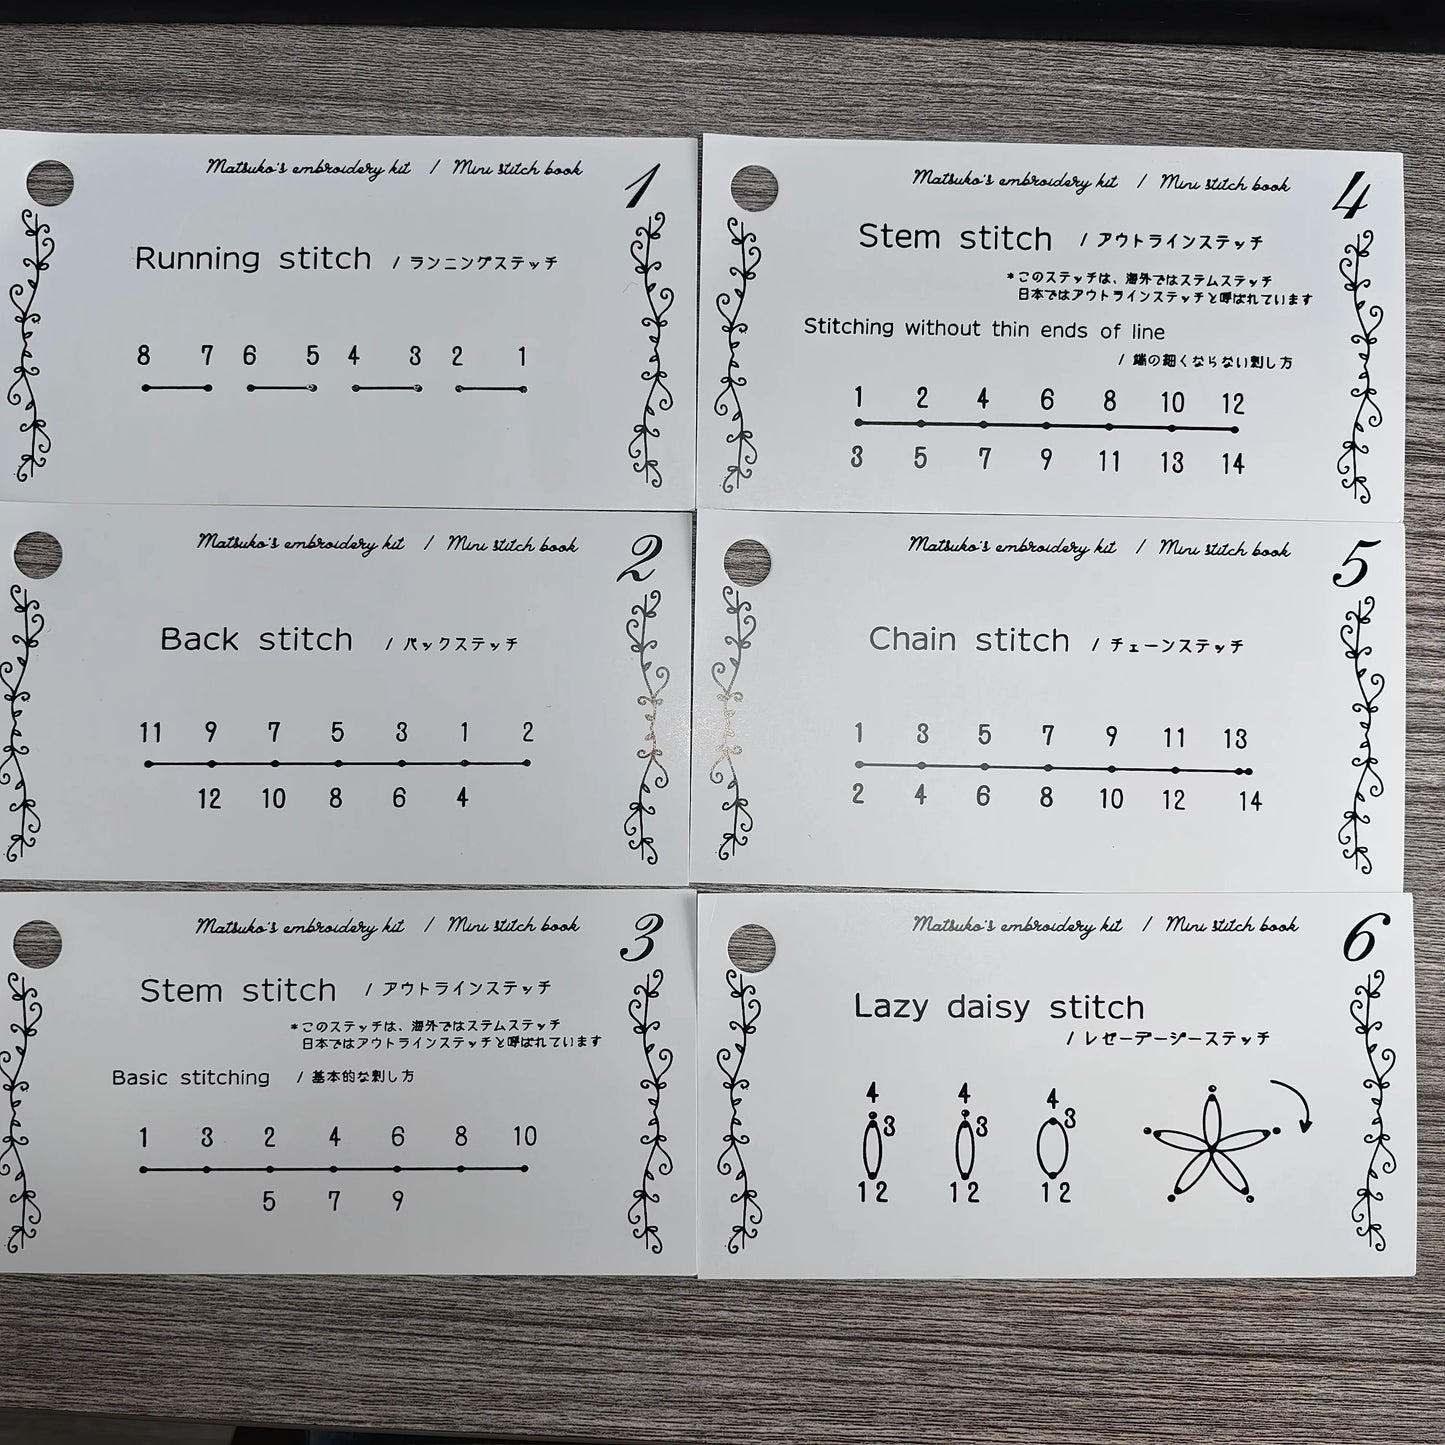 Matsuko's embroidery kit / Mini stitch book 1
Running stitch / ランニングステッチ
8 7 6 5 4 3 2 1
Matsuko's embroidery kit / Mini stitch book 2
Back stitch / バックステッチ
11 9 7 5 3 1 2
12 10 8 6 4
Matsuko's embroidery kit / Mini stitch book 3
Stem stitch / アウトラインステッチ
*このステッチは、海外ではステムステッチ
日本ではアウトラインステッチと呼ばれています
Basic stitching / 基本的な刺し方
1 3 2 4 6 8 10
5 7 9
Matsuko's embroidery kit / Mini stitch book 4
Stem stitch / アウトラインステッチ
*このステッチは、海外ではステムステッチ
日本ではアウトラインステッチと呼ばれています
Stitching without thin ends of line
/ 端の細くならない刺し方
1 2 4 6 8 10 12
3 5 7 9 11 13 14
Matsuko's embroidery kit / Mini stitch book 5
Chain stitch / チェーンステッチ
1 3 5 7 9 11 13
2 4 6 8 10 12 14
Matsuko's embroidery kit / Mini stitch book 6
Lazy daisy stitch
/ レゼーデージーステッチ
4 4 4
3 3 3
1 2 1 2 1 2